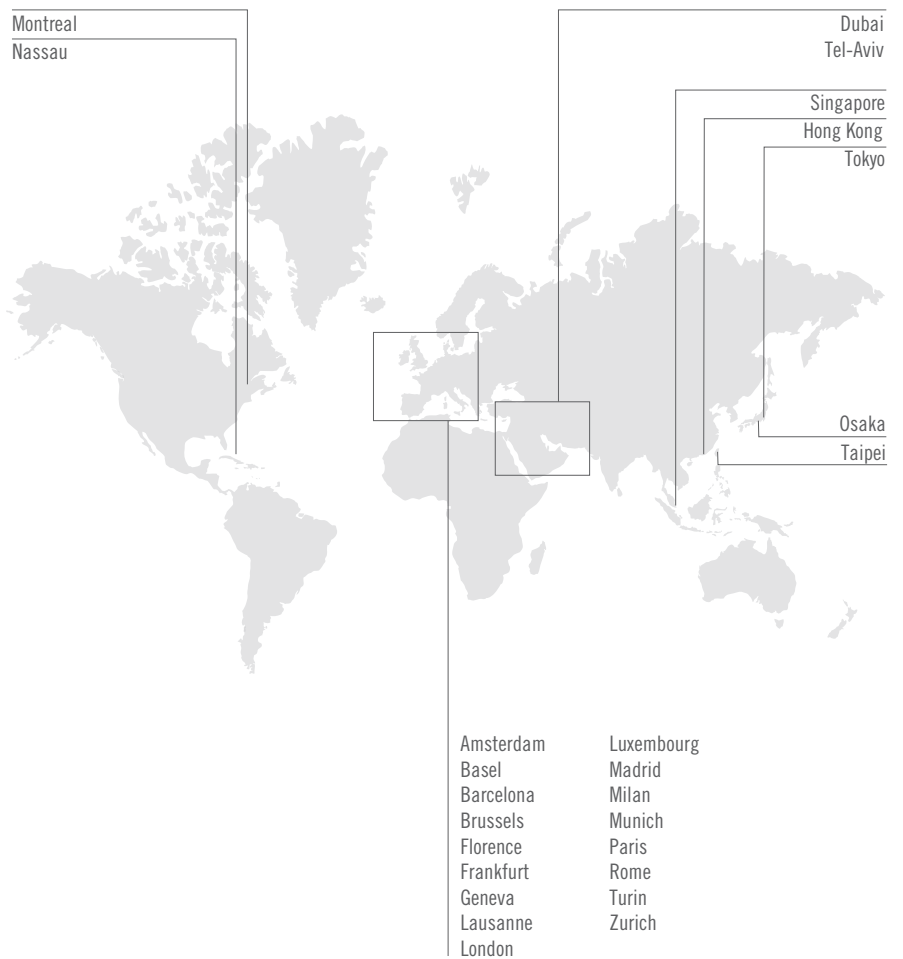 Montreal
Nassau
Dubai
Tel-Aviv
Singapore
Hong Kong
Tokyo
Osaka
Taipei
Amsterdam
Basel
Barcelona
Brussels
Florence
Frankfurt
Geneva
Lausanne
London
Luxembourg
Madrid
Milan
Munich
Paris
Rome
Turin
Zurich